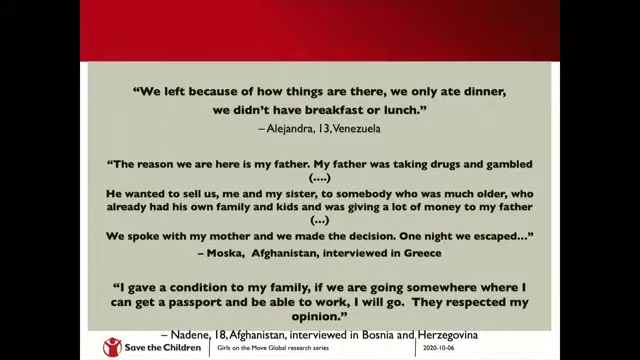 “We left because of how things are there, we only ate dinner,
we didn’t have breakfast or lunch.”
– Alejandra, 13,Venezuela
“The reason we are here is my father. My father was taking drugs and gambled
(....)
He wanted to sell us, me and my sister, to somebody who was much older, who
already had his own family and kids and was giving a lot of money to my father
(...)
We spoke with my mother and we made the decision. One night we escaped…”
– Moska, Afghanistan, interviewed in Greece
“I gave a condition to my family, if we are going somewhere where I
can get a passport and be able to work, I will go. They respected my
opinion.”
– Nadene, 18,Afghanistan, interviewed in Bosnia and Herzegovina
Save the Children
Girls on the Move Global research series
2020-10-06